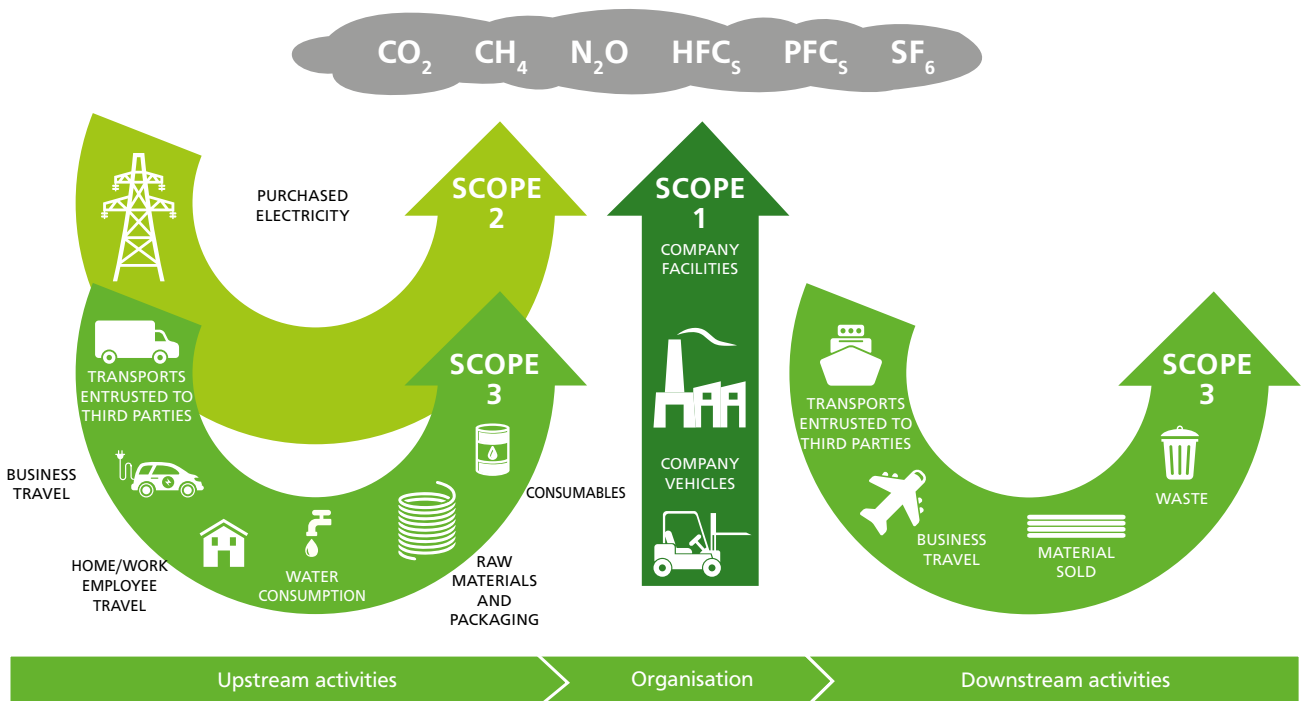 CO2 CH4 N2O HFCS PFCS SF6
PURCHASED
ELECTRICITY
SCOPE
2
TRANSPORTS
ENTRUSTED TO
THIRD PARTIES
BUSINESS
TRAVEL
HOME/WORK
EMPLOYEE
TRAVEL
WATER
CONSUMPTION
RAW
MATERIALS
AND
PACKAGING
CONSUMABLES
SCOPE
3
SCOPE
1
COMPANY
FACILITIES
COMPANY
VEHICLES
TRANSPORTS
ENTRUSTED TO
THIRD PARTIES
BUSINESS
TRAVEL
MATERIAL
SOLD
WASTE
SCOPE
3
Upstream activities
Organisation
Downstream activities